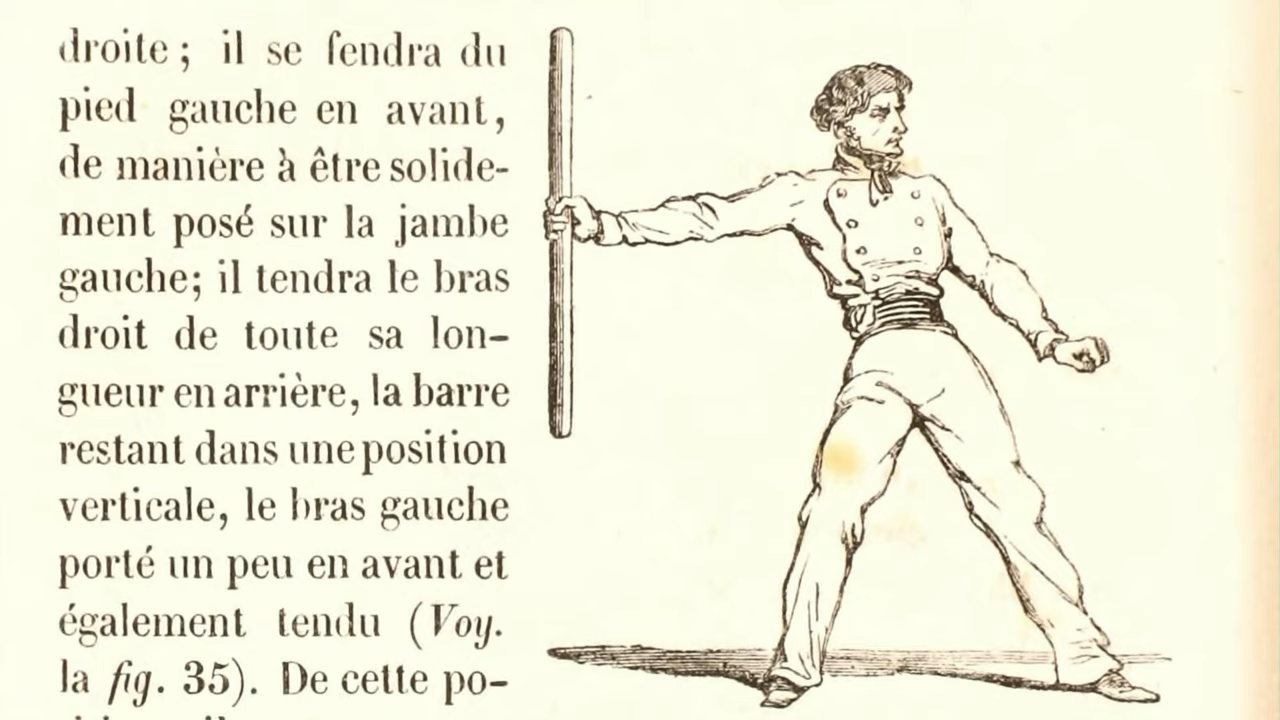 droite; il se fendra du
pied gauche en avant,
de manière à être solide-
ment posé sur la jambe
gauche; il tendra le bras
droit de toute sa lon-
gueur en arrière, la barre
restant dans une position
verticale, le bras gauche
porté un peu en avant et
également tendu (Voy.
la fig. 35). De cette po-